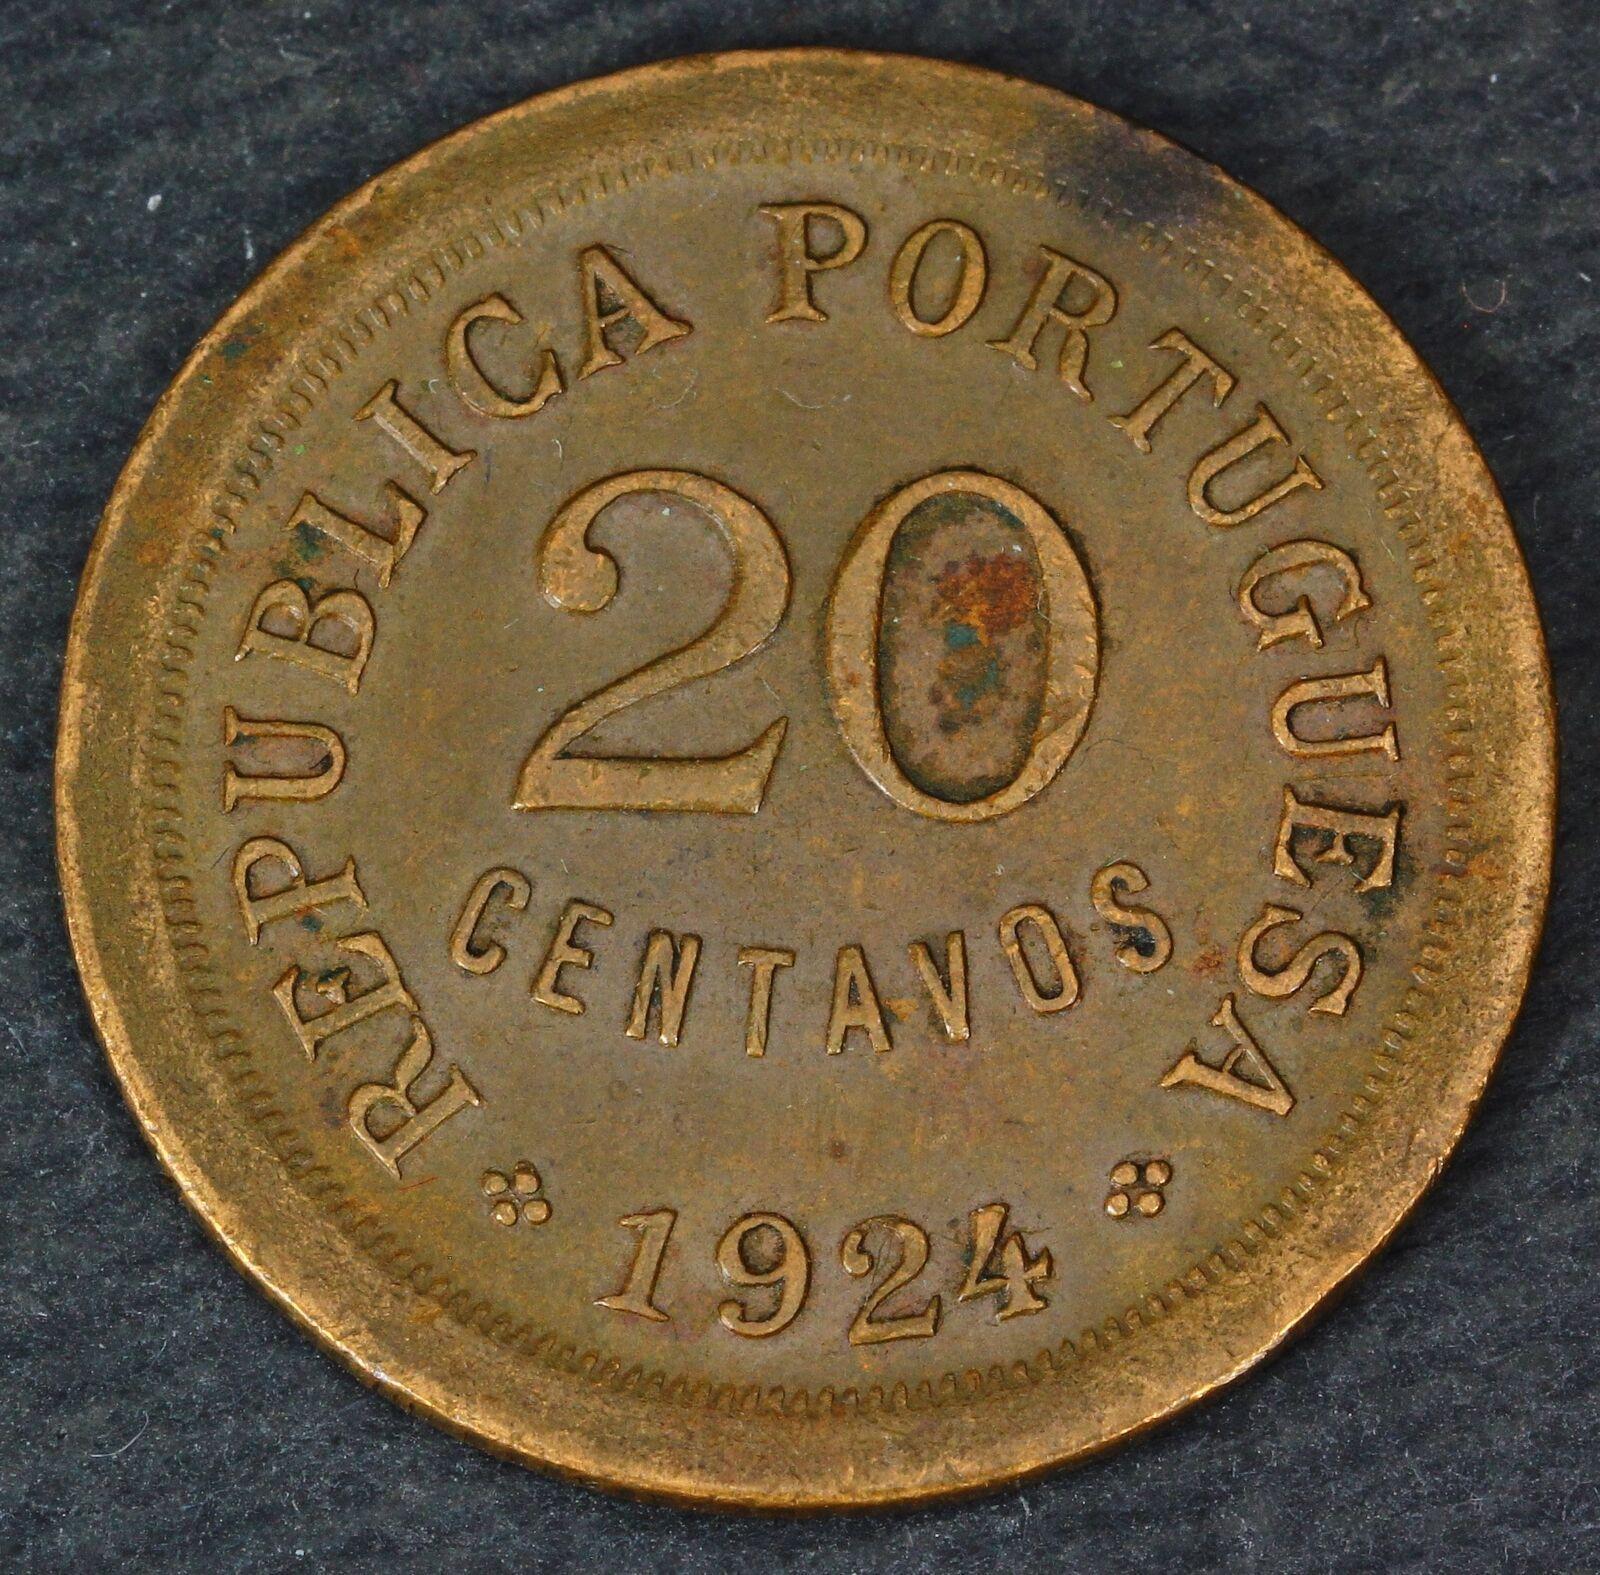 REPUBLICA PORTUGUESA
20
CENTAVOS
1924